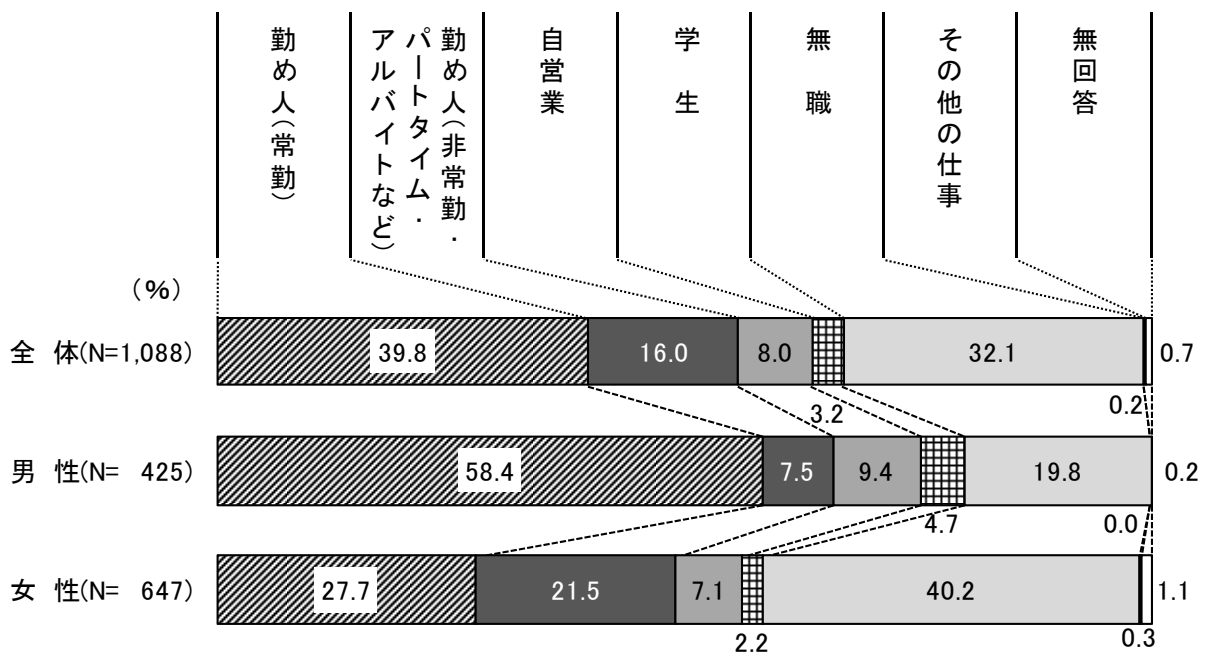 勤め人（常勤）
勤め人（非常勤・
パートタイム・
アルバイトなど）
自営業
学生
無職
その他の仕事
無回答
（％）
全 体(N=1,088)
39.8
16.0
8.0
3.2
32.1
0.2
0.7
男 性(N= 425)
58.4
7.5
9.4
4.7
19.8
0.0
0.2
女 性(N= 647)
27.7
21.5
7.1
2.2
40.2
0.3
1.1